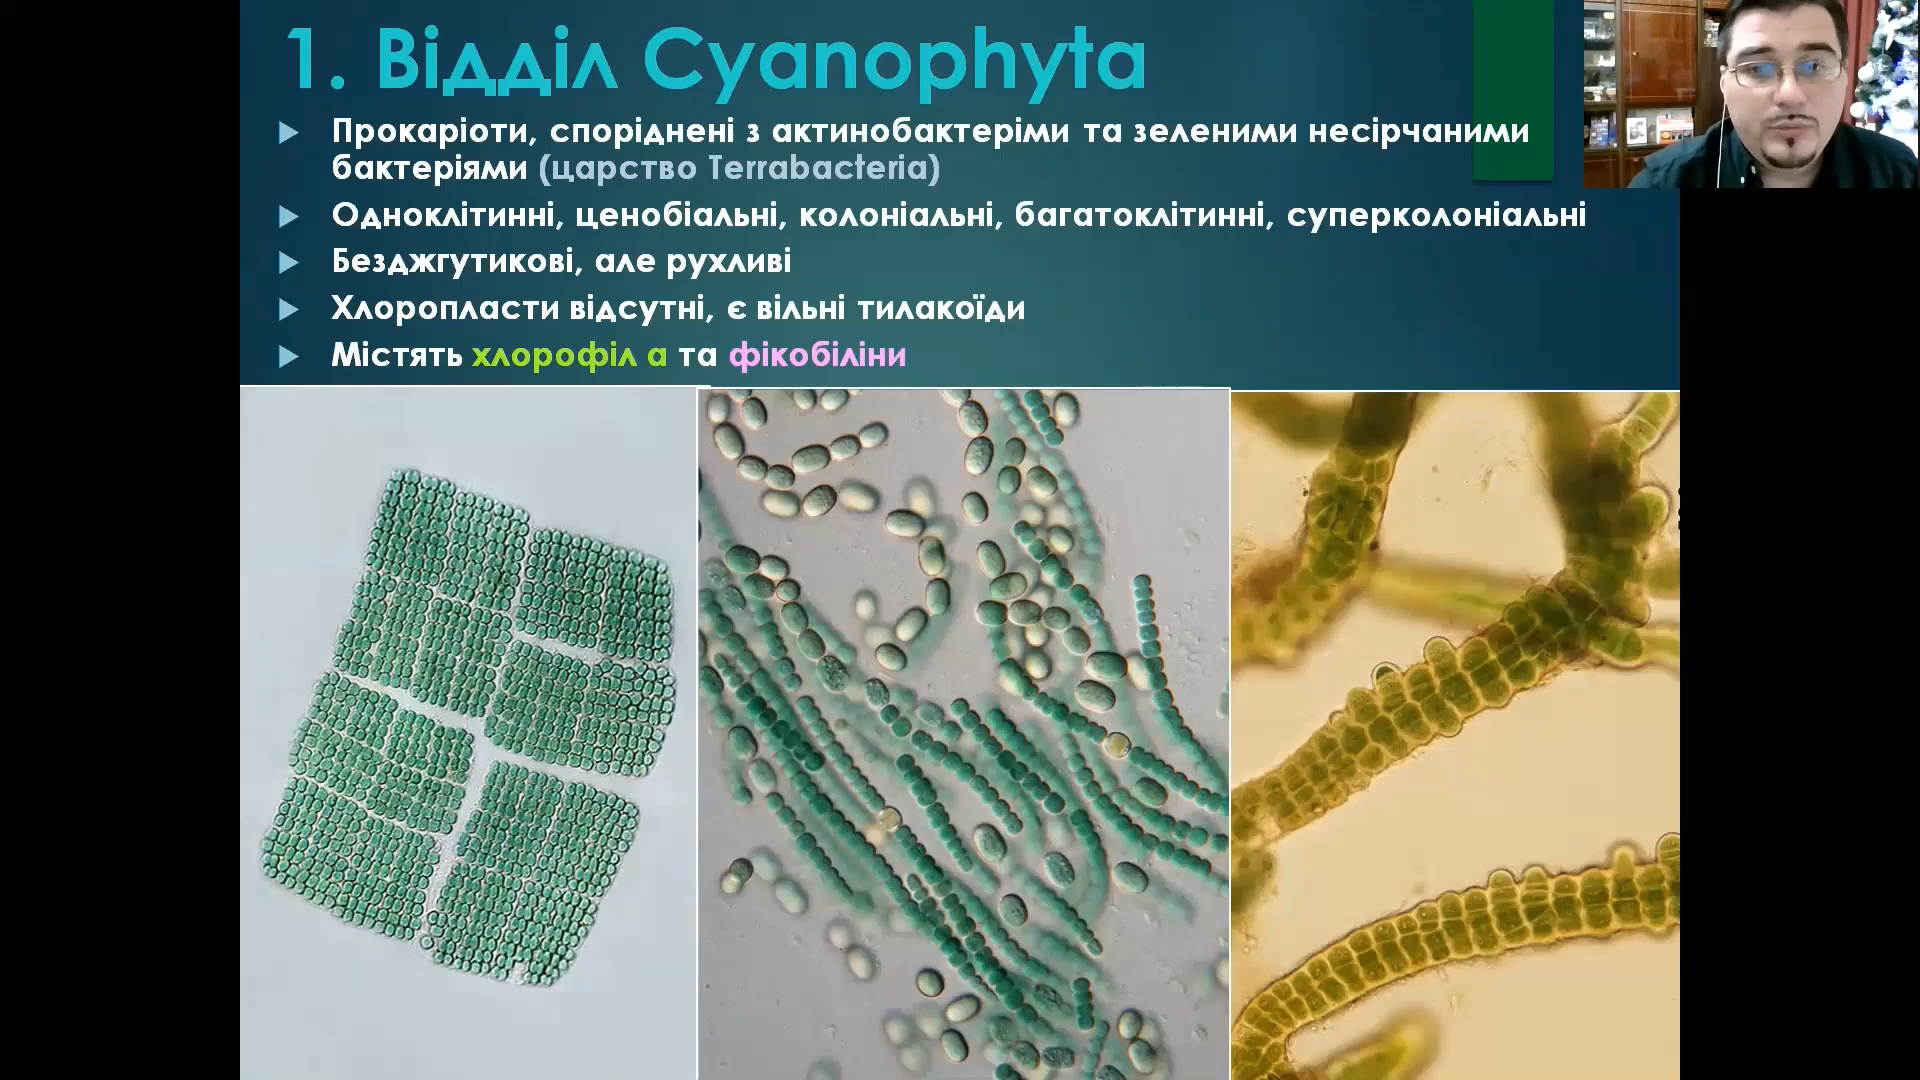 1. Відділ Cyanophyta
Прокаріоти, споріднені з актинобактеріми та зеленими несірчаними
бактеріями (царство Terrabacteria)
Одноклітинні, ценобіальні, колоніальні, багатоклітинні, суперколоніальні
Безджгутикові, але рухливі
Хлоропласти відсутні, є вільні тилакоїди
Містять хлорофіл a та фікобіліни